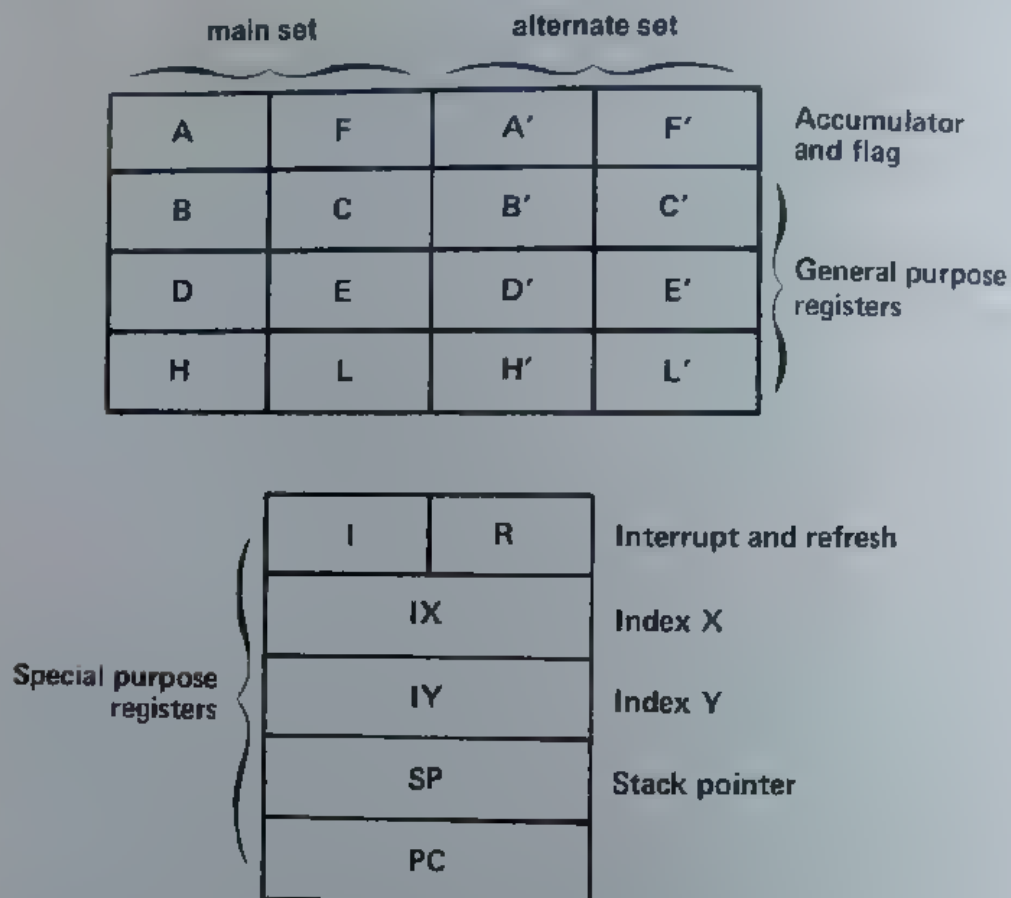 main set alternate set
A F A′ F′ Accumulator
and flag
B C B′ C′
D E D′ E′ General purpose
registers
H L H′ L′
I R Interrupt and refresh
IX Index X
Special purpose
registers
IY Index Y
SP Stack pointer
PC